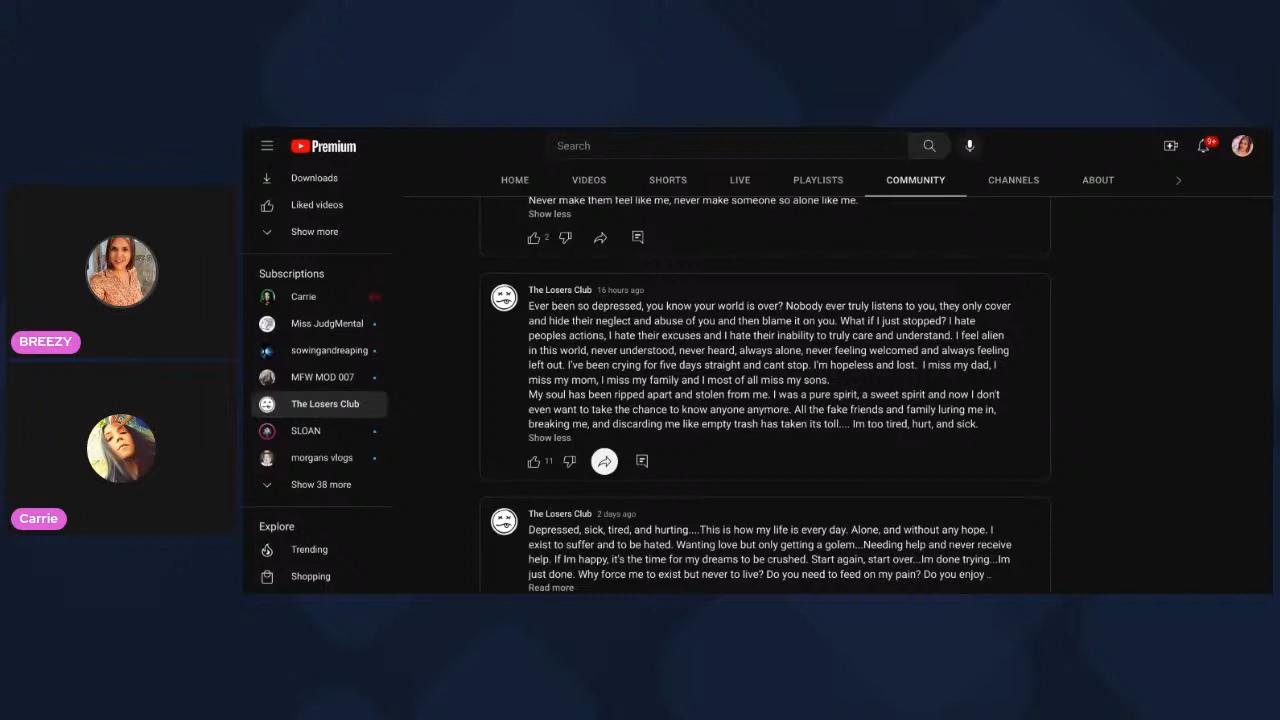 Premium
Search
9+
Downloads
Liked videos
Show more
HOME
VIDEOS
SHORTS
LIVE
PLAYLISTS
COMMUNITY
CHANNELS
ABOUT
Subscriptions
Carrie
Miss JudgMental
sowingandreaping
MFW MOD 007
The Losers Club
SLOAN
morgans vlogs
Show 38 more
Explore
Trending
Shopping
BREEZY
Carrie
Never make them feel like me, never make someone so alone like me.
Show less
2
The Losers Club 16 hours ago
Ever been so depressed, you know your world is over? Nobody ever truly listens to you, they only cover
and hide their neglect and abuse of you and then blame it on you. What if I just stopped? I hate
peoples actions, I hate their excuses and I hate their inability to truly care and understand. I feel alien
in this world, never understood, never heard, always alone, never feeling welcomed and always feeling
left out. I've been crying for five days straight and cant stop. I'm hopeless and lost. I miss my dad, I
miss my mom, I miss my family and I most of all miss my sons.
My soul has been ripped apart and stolen from me. I was a pure spirit, a sweet spirit and now I don't
even want to take the chance to know anyone anymore. All the fake friends and family luring me in,
breaking me, and discarding me like empty trash has taken its toll.... Im too tired, hurt, and sick.
Show less
11
The Losers Club 2 days ago
Depressed, sick, tired, and hurting....This is how my life is every day. Alone, and without any hope. I
exist to suffer and to be hated. Wanting love but only getting a golem...Needing help and never receive
help. If Im happy, it's the time for my dreams to be crushed. Start again, start over...Im done trying...Im
just done. Why force me to exist but never to live? Do you need to feed on my pain? Do you enjoy ..
Read more